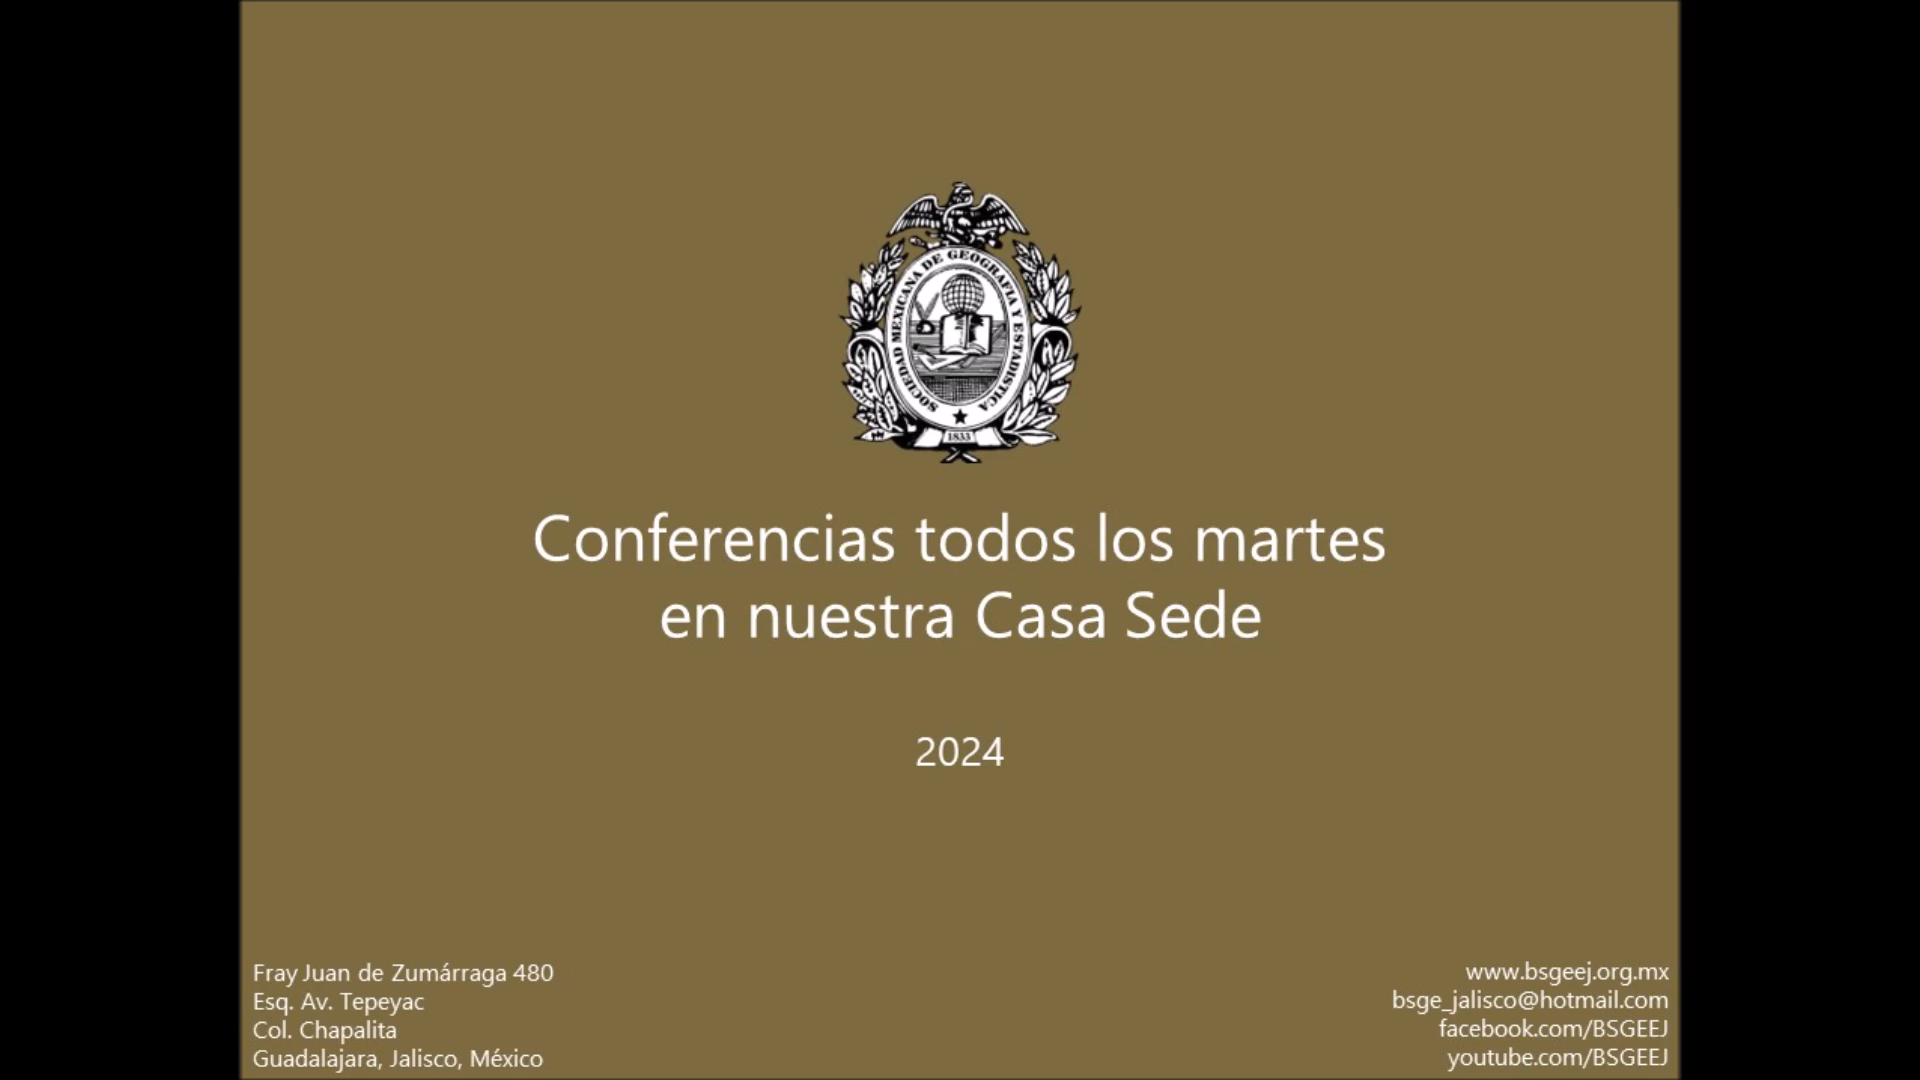 SOCIEDAD MEXICANA DE GEOGRAFIA Y ESTADISTICA
1833
Conferencias todos los martes
en nuestra Casa Sede
2024
Fray Juan de Zumárraga 480
Esq. Av. Tepeyac
Col. Chapalita
Guadalajara, Jalisco, México
www.bsgeej.org.mx
bsge_jalisco@hotmail.com
facebook.com/BSGEEJ
youtube.com/BSGEEJ